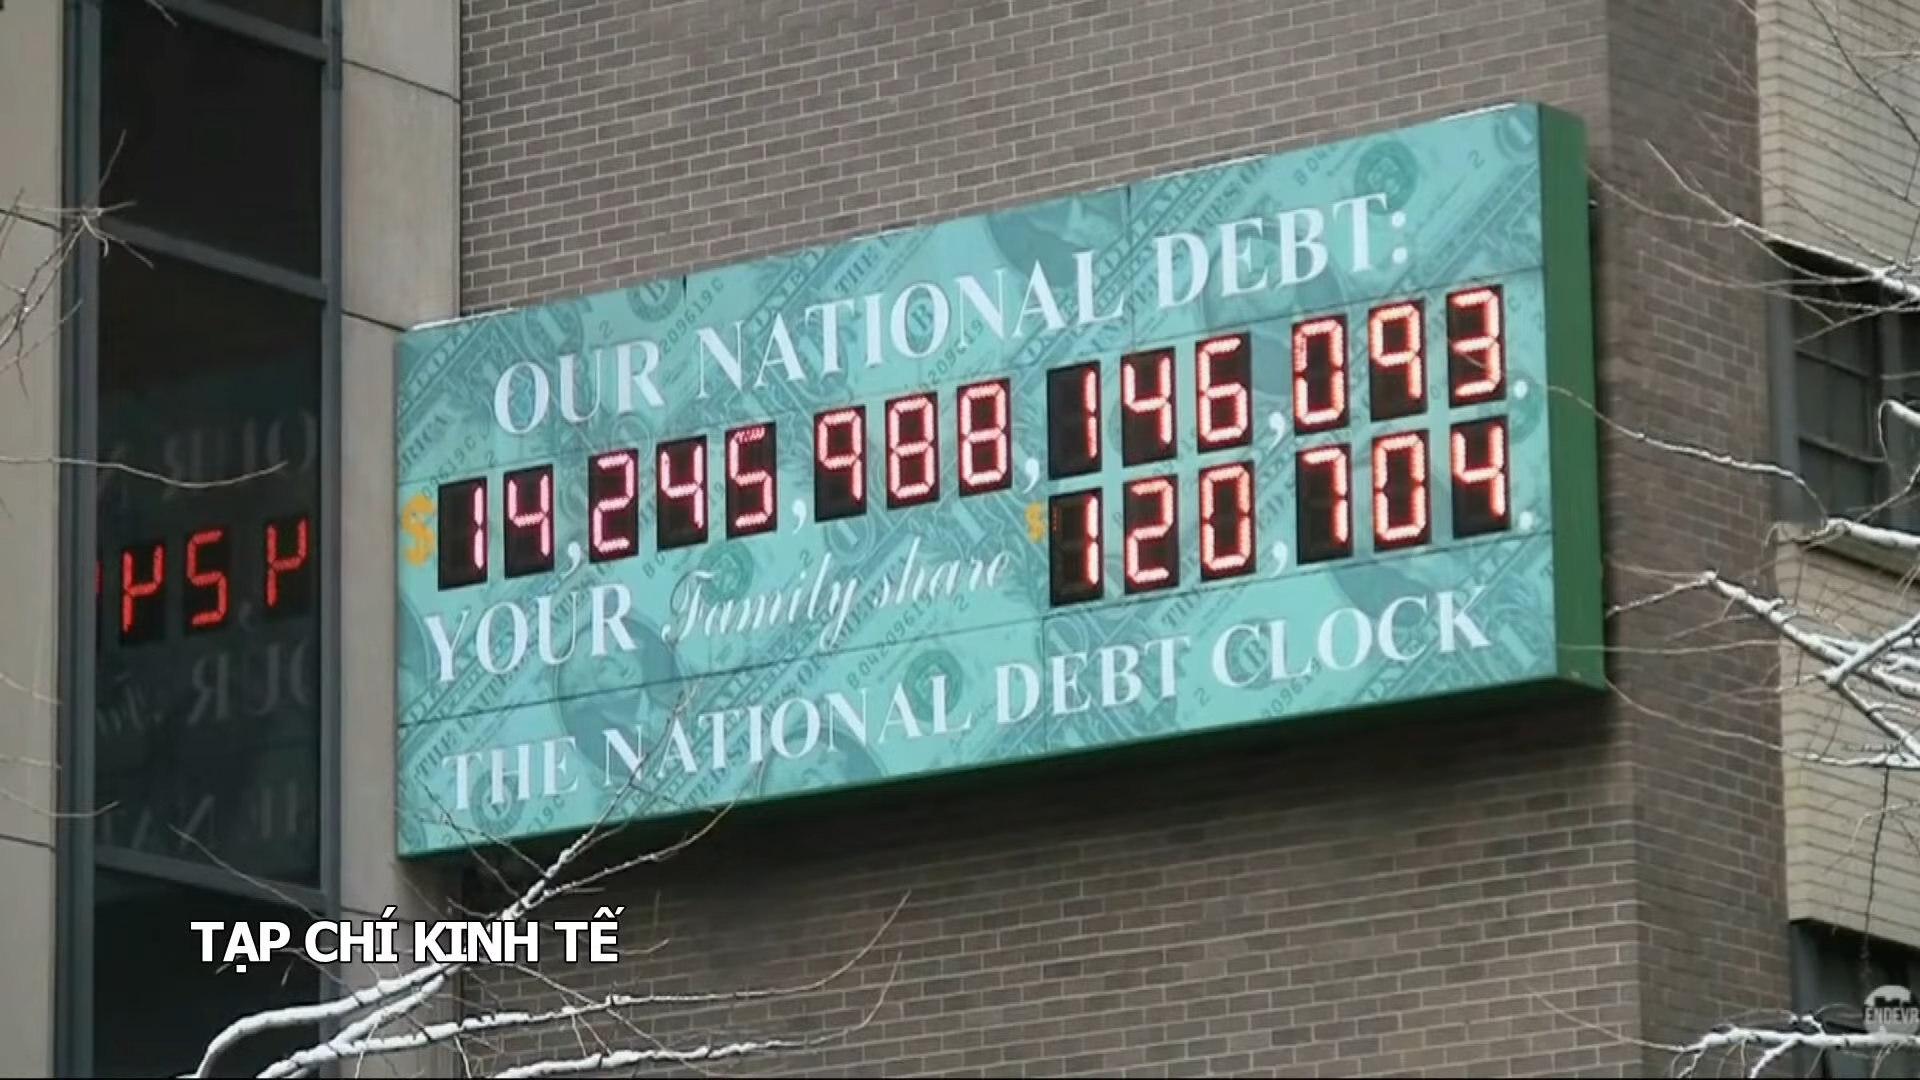 OUR NATIONAL DEBT:
$14,245,988,146,093.
YOUR Family share $120,704.
THE NATIONAL DEBT CLOCK
TẠP CHÍ KINH TẾ
ENDEVR